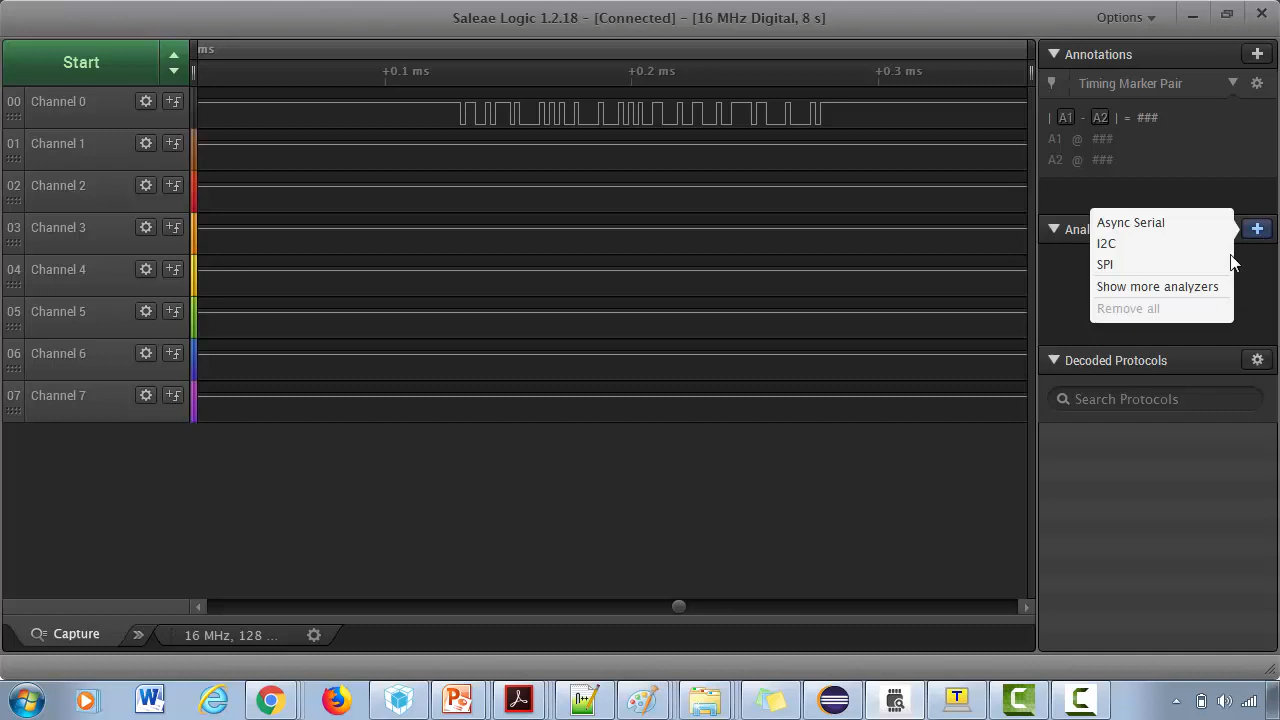 Saleae Logic 1.2.18 - [Connected] - [16 MHz Digital, 8 s]
Options
Start
ms
+0.1 ms
+0.2 ms
+0.3 ms
00 Channel 0
01 Channel 1
02 Channel 2
03 Channel 3
04 Channel 4
05 Channel 5
06 Channel 6
07 Channel 7
Capture
16 MHz, 128 ...
Annotations
Timing Marker Pair
| A1 - A2 | = ###
A1 @ ###
A2 @ ###
Anal
Async Serial
I2C
SPI
Show more analyzers
Remove all
Decoded Protocols
Search Protocols